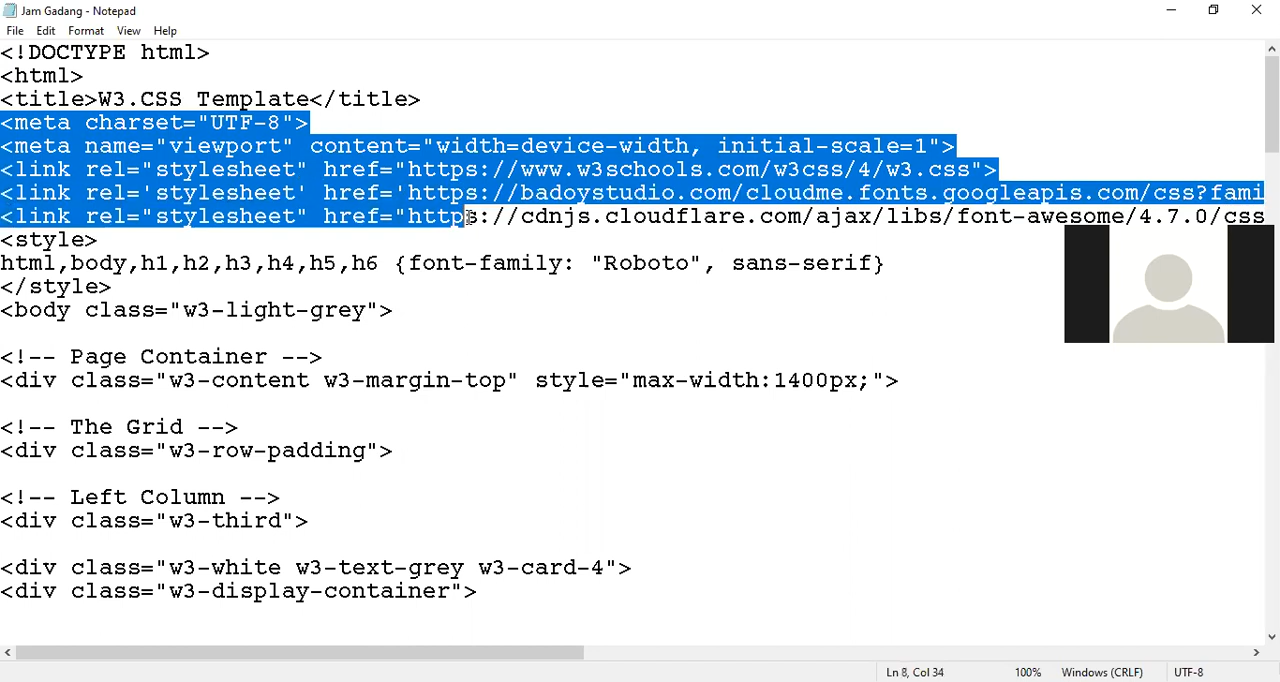 Jam Gadang - Notepad
File Edit Format View Help
<!DOCTYPE html>
<html>
<title>W3.CSS Template</title>
<meta charset="UTF-8">
<meta name="viewport" content="width=device-width, initial-scale=1">
<link rel="stylesheet" href="https://www.w3schools.com/w3css/4/w3.css">
<link rel='stylesheet' href='https://badoystudio.com/cloudme.fonts.googleapis.com/css?fami
<link rel="stylesheet" href="https://cdnjs.cloudflare.com/ajax/libs/font-awesome/4.7.0/css
<style>
html,body,h1,h2,h3,h4,h5,h6 {font-family: "Roboto", sans-serif}
</style>
<body class="w3-light-grey">
<!-- Page Container -->
<div class="w3-content w3-margin-top" style="max-width:1400px;">
<!-- The Grid -->
<div class="w3-row-padding">
<!-- Left Column -->
<div class="w3-third">
<div class="w3-white w3-text-grey w3-card-4">
<div class="w3-display-container">
Ln 8, Col 34 100% Windows (CRLF) UTF-8